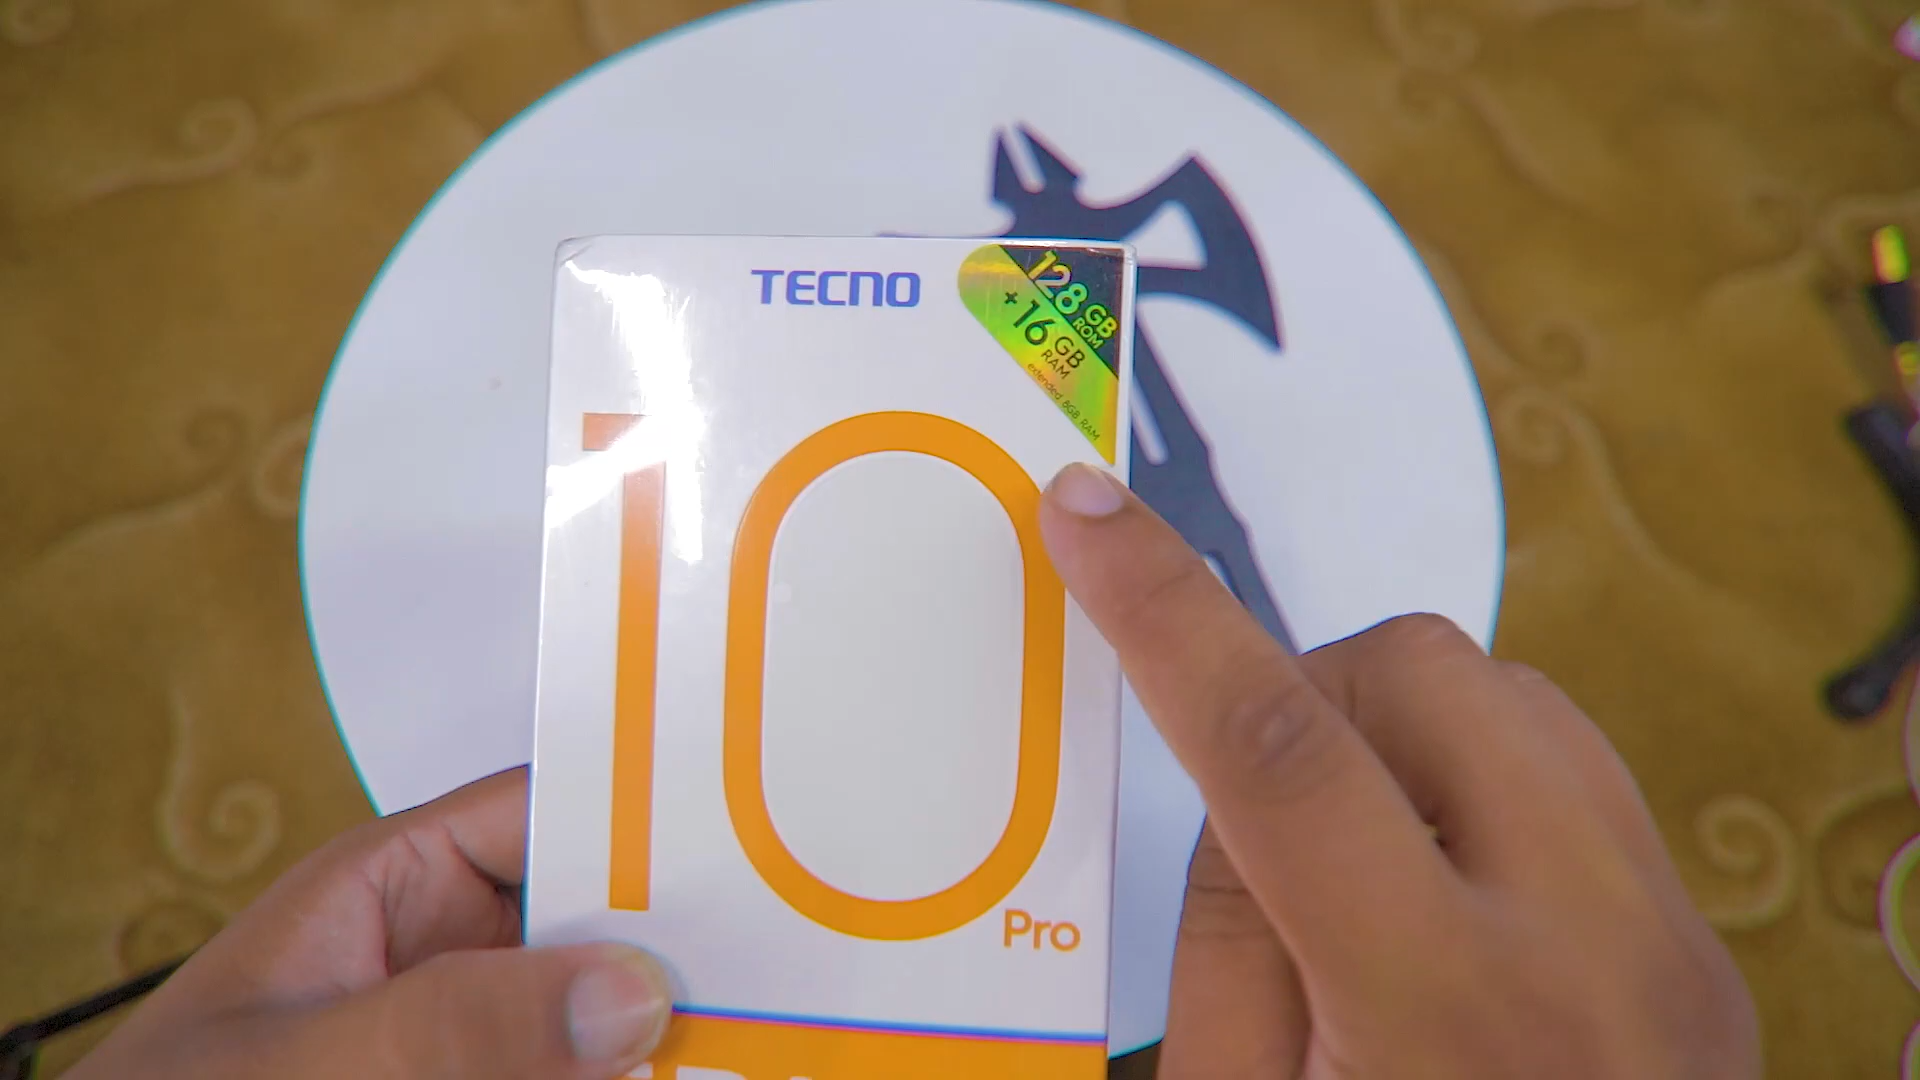 TECNO
128 GB ROM
+16 GB RAM
extended 8GB RAM
10
Pro